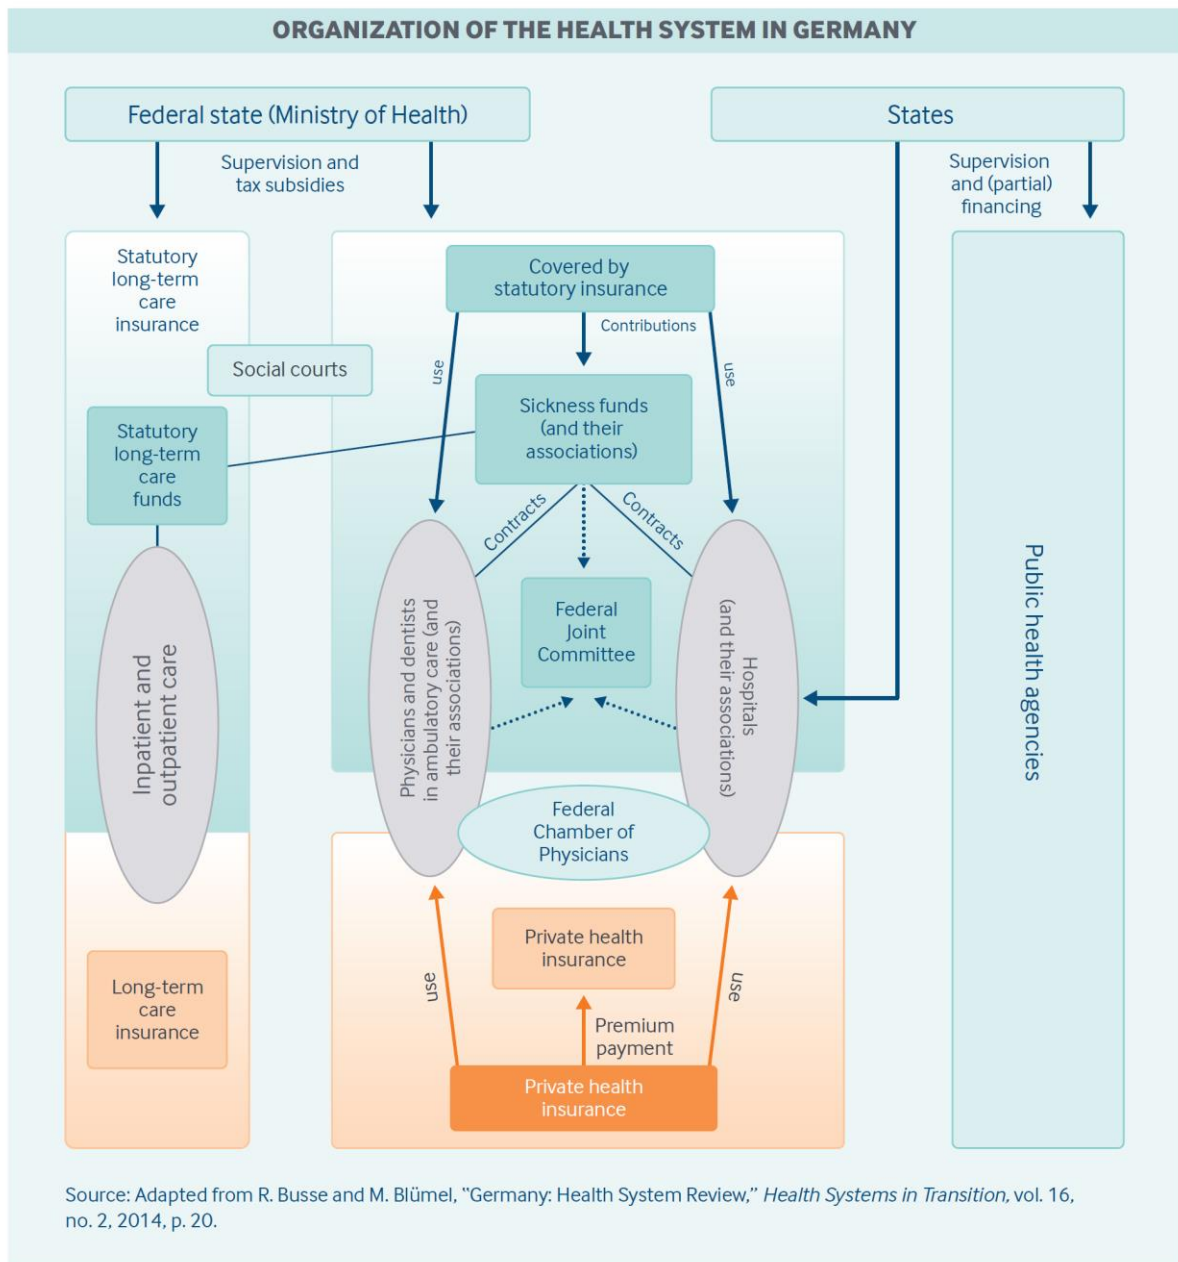 ORGANIZATION OF THE HEALTH SYSTEM IN GERMANY
Federal state (Ministry of Health)
States
Supervision and
tax subsidies
Supervision
and (partial)
financing
Statutory
long-term
care
insurance
Covered by
statutory insurance
Contributions
use
use
Social courts
Sickness funds
(and their
associations)
Statutory
long-term
care
funds
Contracts
Contracts
Federal
Joint
Committee
Inpatient and
outpatient care
Physicians and dentists
in ambulatory care (and
their associations)
Hospitals
(and their associations)
Public health agencies
Federal
Chamber of
Physicians
Private health
insurance
use
use
Long-term
care
insurance
Premium
payment
Private health
insurance
Source: Adapted from R. Busse and M. Blümel, “Germany: Health System Review,” Health Systems in Transition, vol. 16,
no. 2, 2014, p. 20.